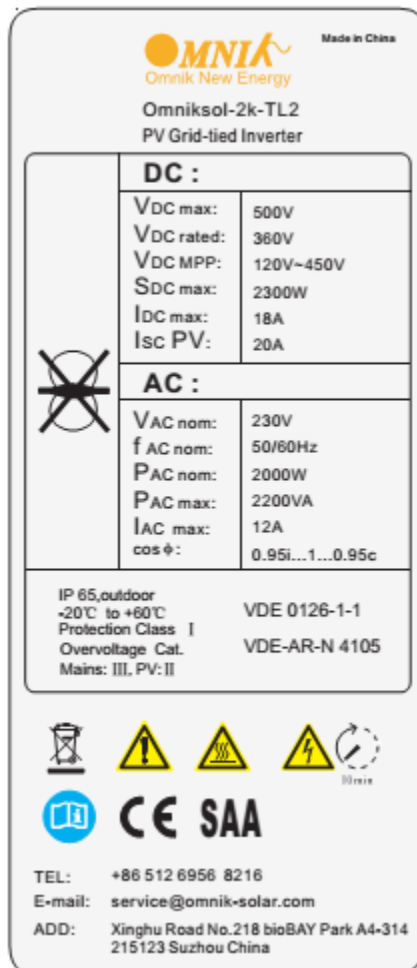 Made in China
OMNIK
Omnik New Energy
Omniksol-2k-TL2
PV Grid-tied Inverter
DC :
VDC max: 500V
VDC rated: 360V
VDC MPP: 120V~450V
SDC max: 2300W
IDC max: 18A
Isc PV: 20A
AC :
VAC nom: 230V
f AC nom: 50/60Hz
PAC nom: 2000W
PAC max: 2200VA
IAC max: 12A
cosϕ: 0.95i...1...0.95c
IP 65,outdoor
-20℃ to +60℃
Protection Class Ⅰ
Overvoltage Cat.
Mains: Ⅲ, PV:Ⅱ
VDE 0126-1-1
VDE-AR-N 4105
10min
CE SAA
TEL: +86 512 6956 8216
E-mail: service@omnik-solar.com
ADD: Xinghu Road No.218 bioBAY Park A4-314
215123 Suzhou China